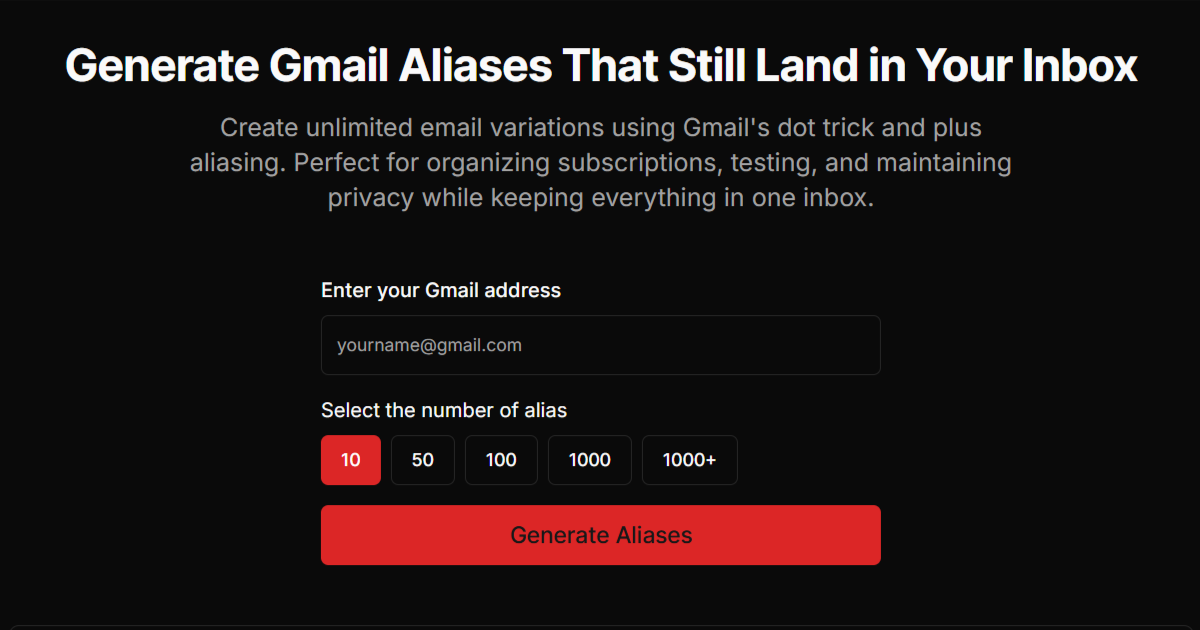 Generate Gmail Aliases That Still Land in Your Inbox
Create unlimited email variations using Gmail's dot trick and plus
aliasing. Perfect for organizing subscriptions, testing, and maintaining
privacy while keeping everything in one inbox.
Enter your Gmail address
yourname@gmail.com
Select the number of alias
10 50 100 1000 1000+
Generate Aliases